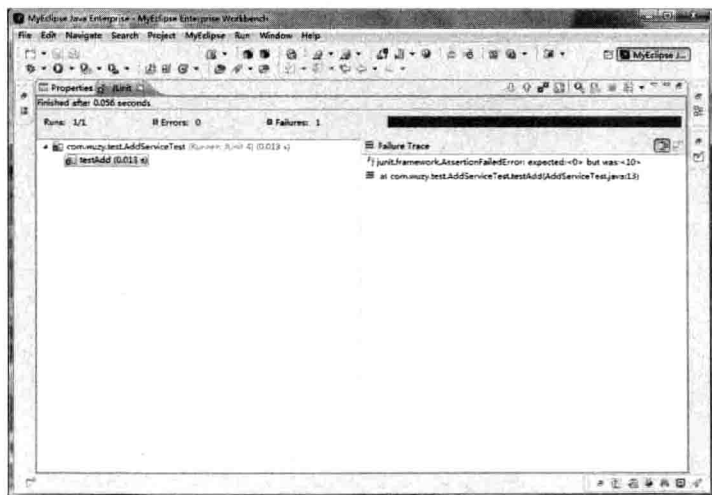 MyEclipse Java Enterprise - MyEclipse Enterprise Workbench
File Edit Navigate Search Project MyEclipse Run Window Help
MyEclipse J...
Properties JUnit
Finished after 0.056 seconds
Runs: 1/1 Errors: 0 Failures: 1
com.wuzy.test.AddServiceTest [Runner: JUnit 4] (0.013 s)
testAdd (0.013 s)
Failure Trace
junit.framework.AssertionFailedError: expected:<0> but was:<10>
at com.wuzy.test.AddServiceTest.testAdd(AddServiceTest.java:13)